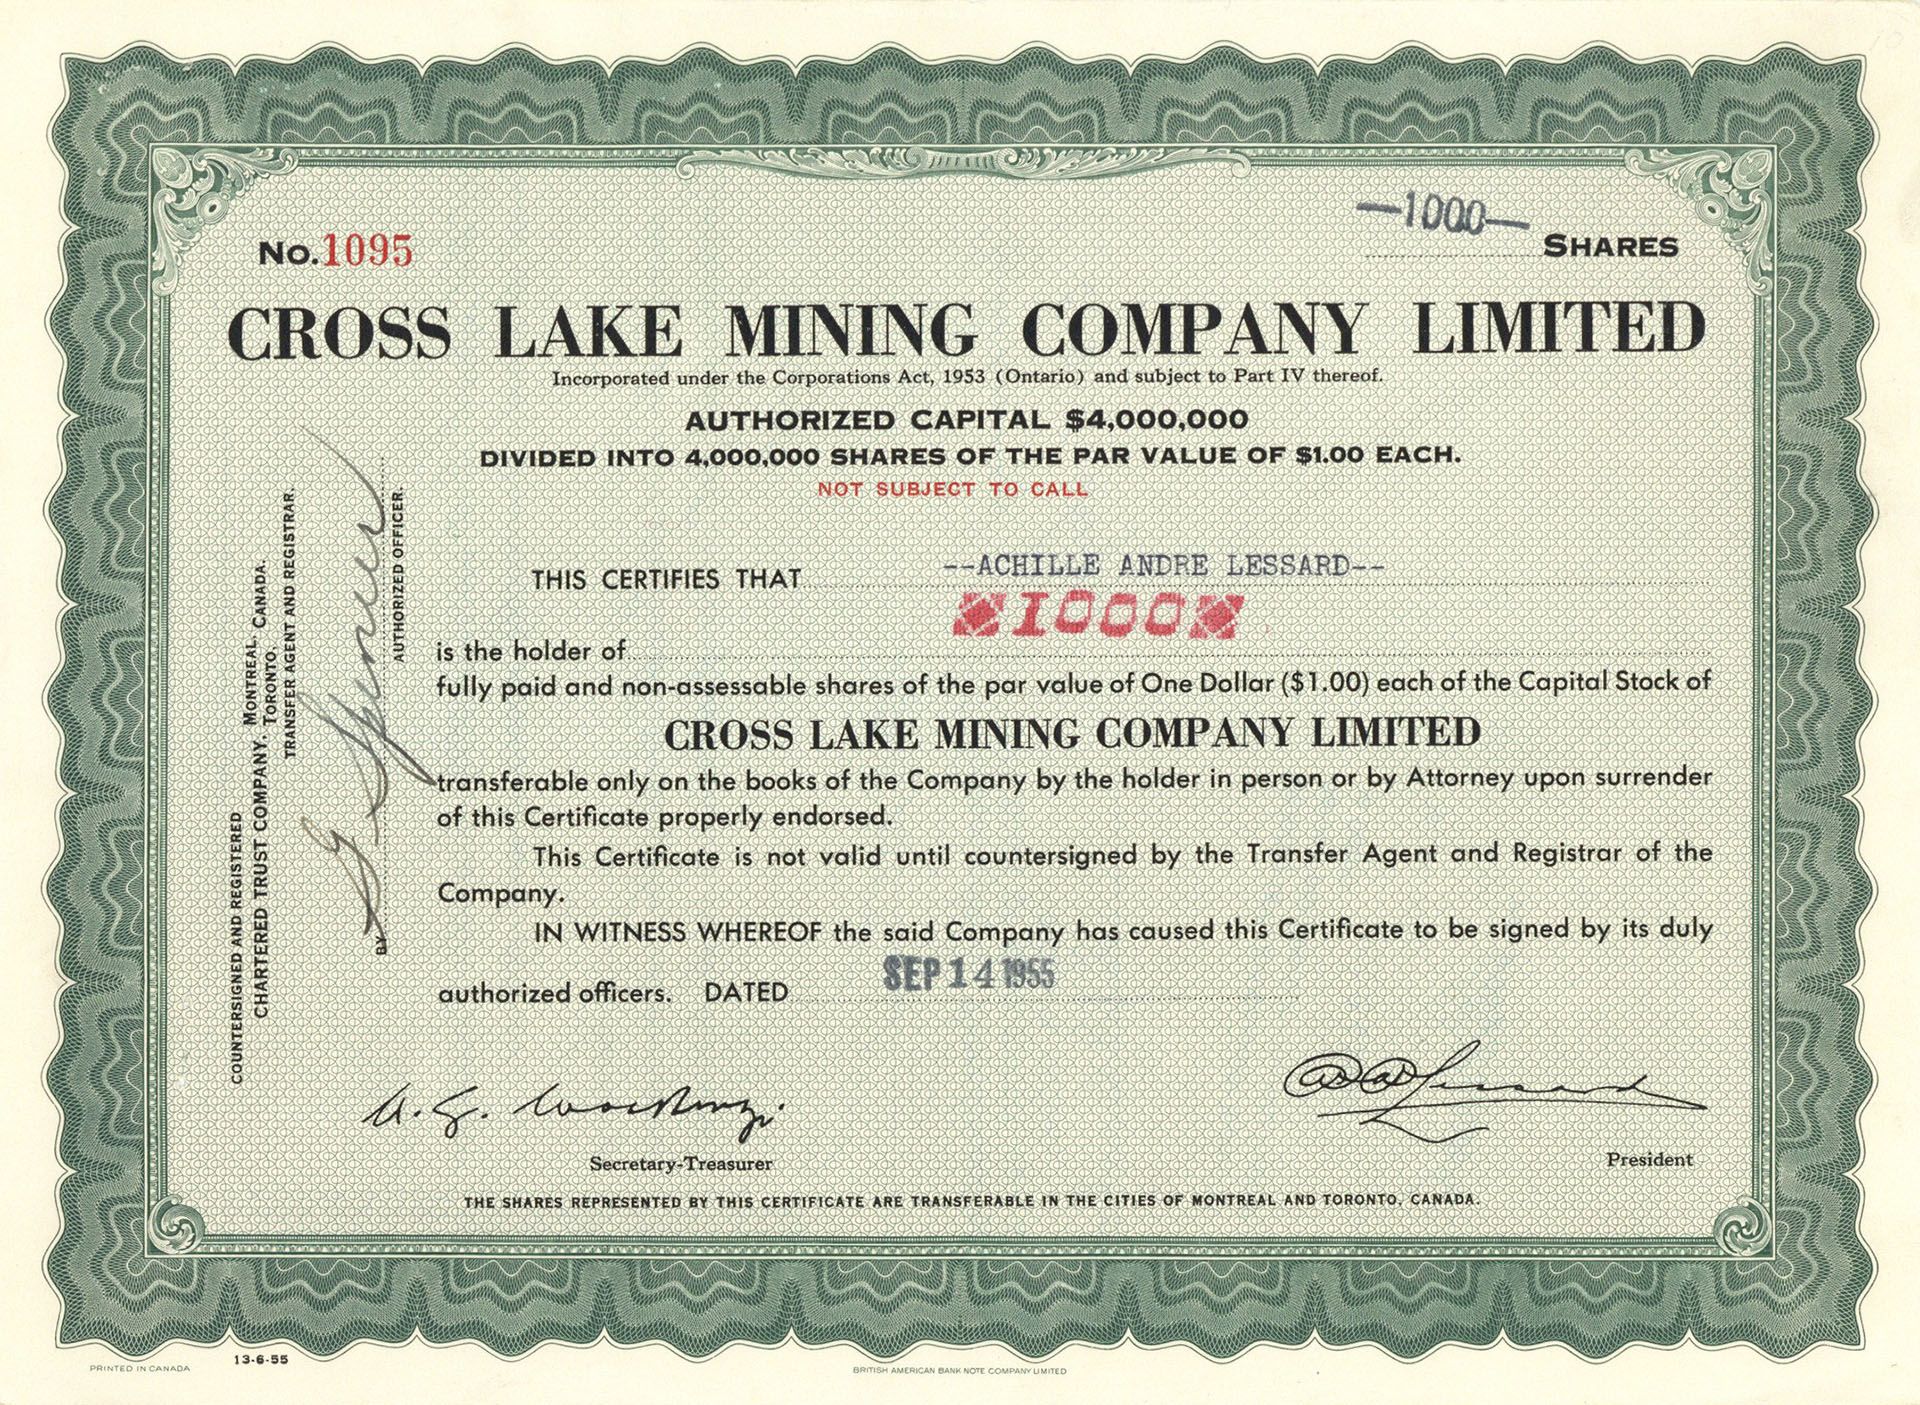 No. 1095
—1000— SHARES
CROSS LAKE MINING COMPANY LIMITED
Incorporated under the Corporations Act, 1953 (Ontario) and subject to Part IV thereof.
AUTHORIZED CAPITAL $4,000,000
DIVIDED INTO 4,000,000 SHARES OF THE PAR VALUE OF $1.00 EACH.
NOT SUBJECT TO CALL
THIS CERTIFIES THAT --ACHILLE ANDRE LESSARD--
is the holder of 1000
fully paid and non-assessable shares of the par value of One Dollar ($1.00) each of the Capital Stock of
CROSS LAKE MINING COMPANY LIMITED
transferable only on the books of the Company by the holder in person or by Attorney upon surrender
of this Certificate properly endorsed.
This Certificate is not valid until countersigned by the Transfer Agent and Registrar of the
Company.
IN WITNESS WHEREOF the said Company has caused this Certificate to be signed by its duly
authorized officers. DATED SEP 14 1955
COUNTERSIGNED AND REGISTERED
CHARTERED TRUST COMPANY, MONTREAL, CANADA.
TORONTO,
TRANSFER AGENT AND REGISTRAR.
BY G Spencer
AUTHORIZED OFFICER.
A A Lessard
Secretary-Treasurer
President
THE SHARES REPRESENTED BY THIS CERTIFICATE ARE TRANSFERABLE IN THE CITIES OF MONTREAL AND TORONTO, CANADA.
PRINTED IN CANADA
13-6-55
BRITISH AMERICAN BANK NOTE COMPANY LIMITED